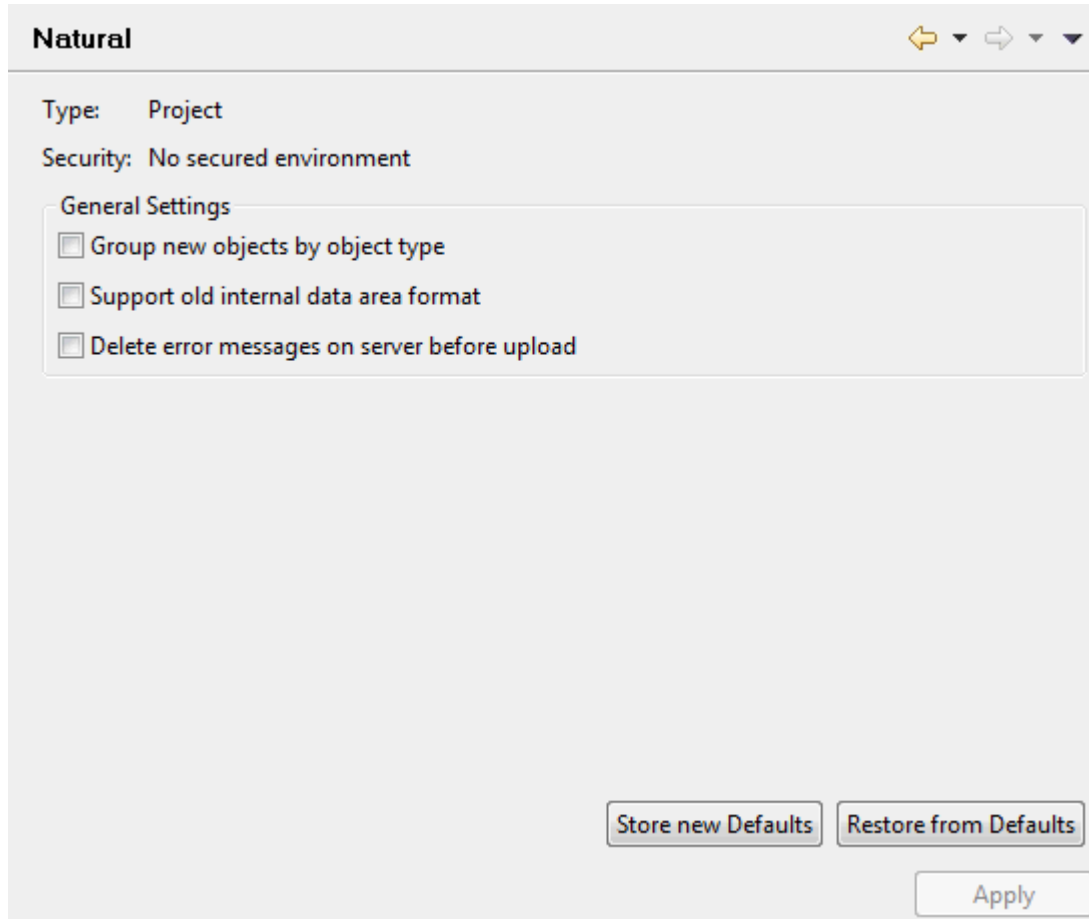 Natural
Type: Project
Security: No secured environment
General Settings
Group new objects by object type
Support old internal data area format
Delete error messages on server before upload
Store new Defaults Restore from Defaults
Apply